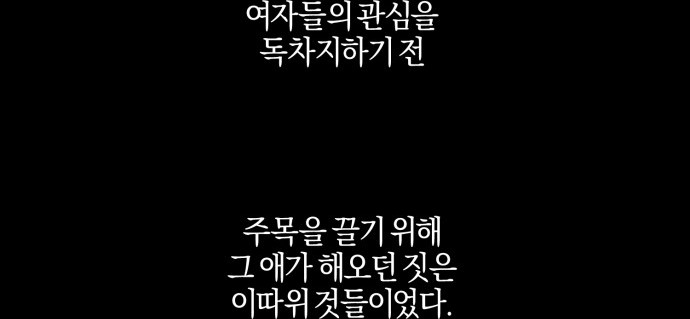 여자들의 관심을
독차지하기 전
주목을 끌기 위해
그 애가 해오던 짓은
이따위 것들이었다.